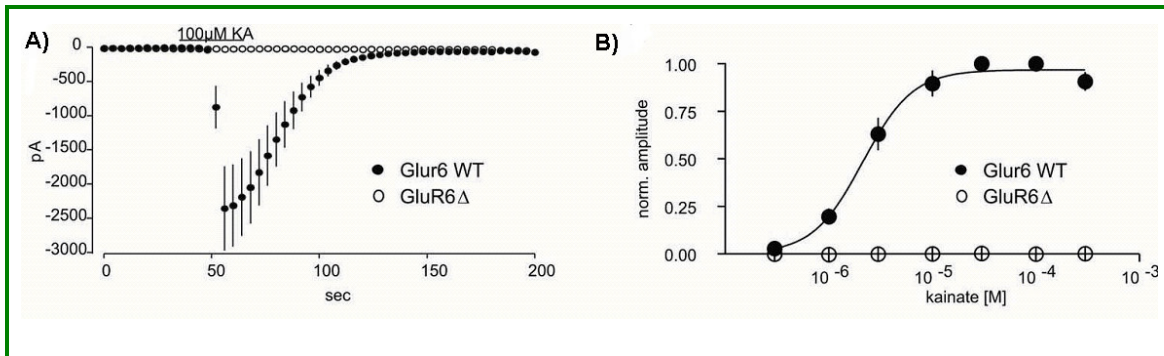 A)
100µM KA
0
-500
-1000
-1500
-2000
-2500
-3000
pA
Glur6 WT
GluR6Δ
0 50 100 150 200
sec
B)
1.00
0.75
0.50
0.25
0.00
norm. amplitude
Glur6 WT
GluR6Δ
10 -6 10 -5 10 -4 10 -3
kainate [M]